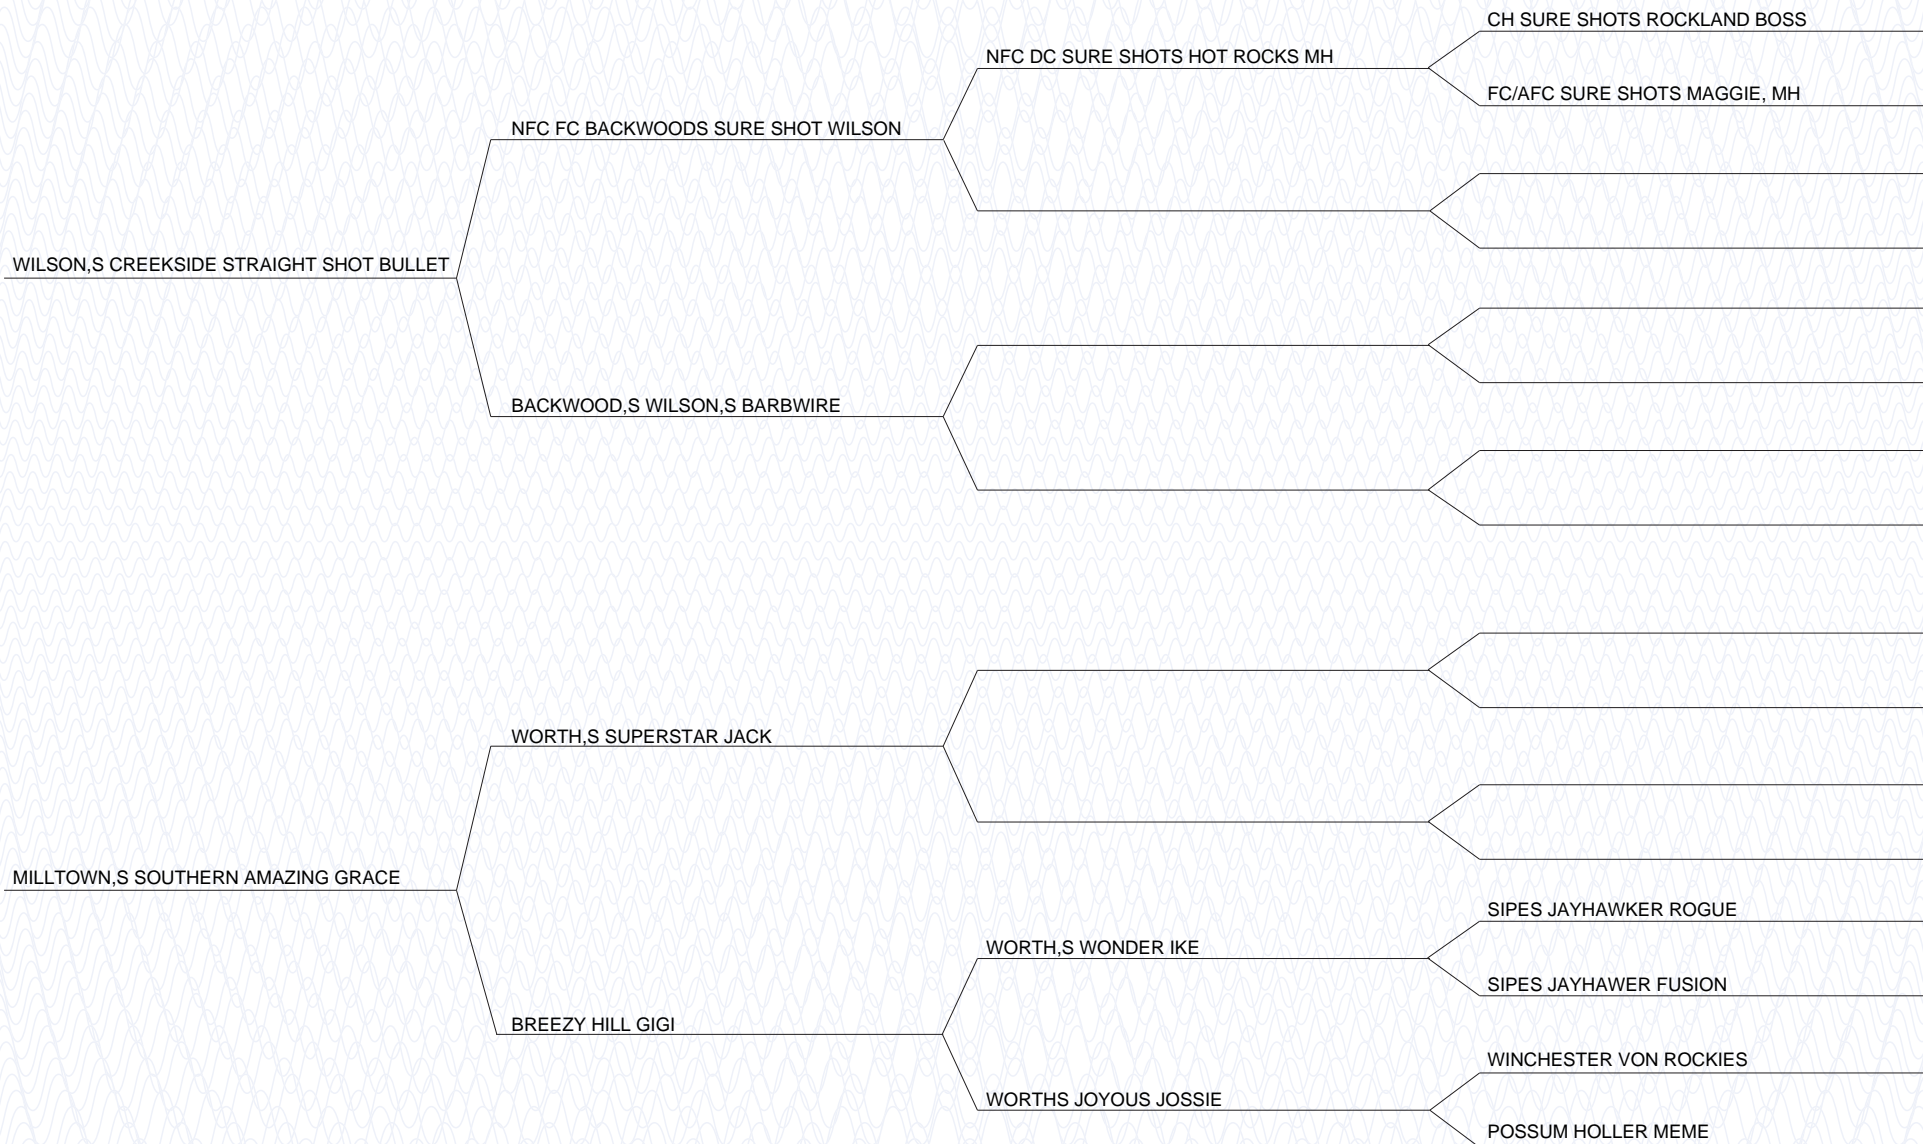 CH SURE SHOTS ROCKLAND BOSS
NFC DC SURE SHOTS HOT ROCKS MH
FC/AFC SURE SHOTS MAGGIE, MH
NFC FC BACKWOODS SURE SHOT WILSON
WILSON,S CREEKSIDE STRAIGHT SHOT BULLET
BACKWOOD,S WILSON,S BARBWIRE
WORTH,S SUPERSTAR JACK
MILLTOWN,S SOUTHERN AMAZING GRACE
SIPES JAYHAWKER ROGUE
WORTH,S WONDER IKE
SIPES JAYHAWER FUSION
BREEZY HILL GIGI
WINCHESTER VON ROCKIES
WORTHS JOYOUS JOSSIE
POSSUM HOLLER MEME